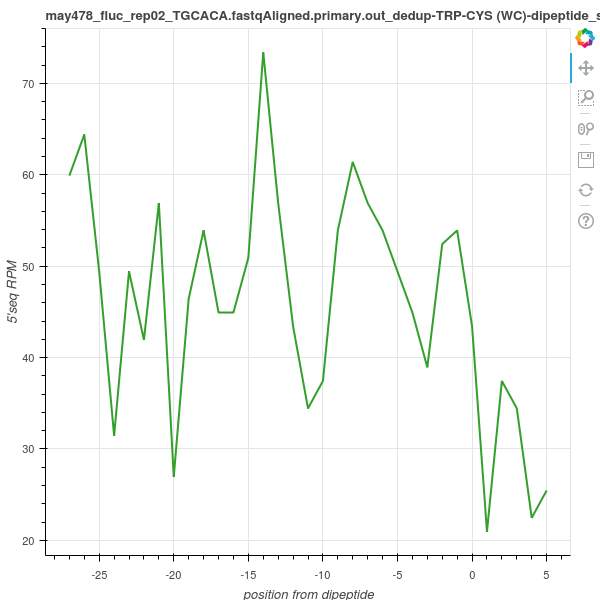 may478_fluc_rep02_TGCACA.fastqAligned.primary.out_dedup-TRP-CYS (WC)-dipeptide_s
70
60
50
40
30
20
5'seq RPM
-25 -20 -15 -10 -5 0 5
position from dipeptide